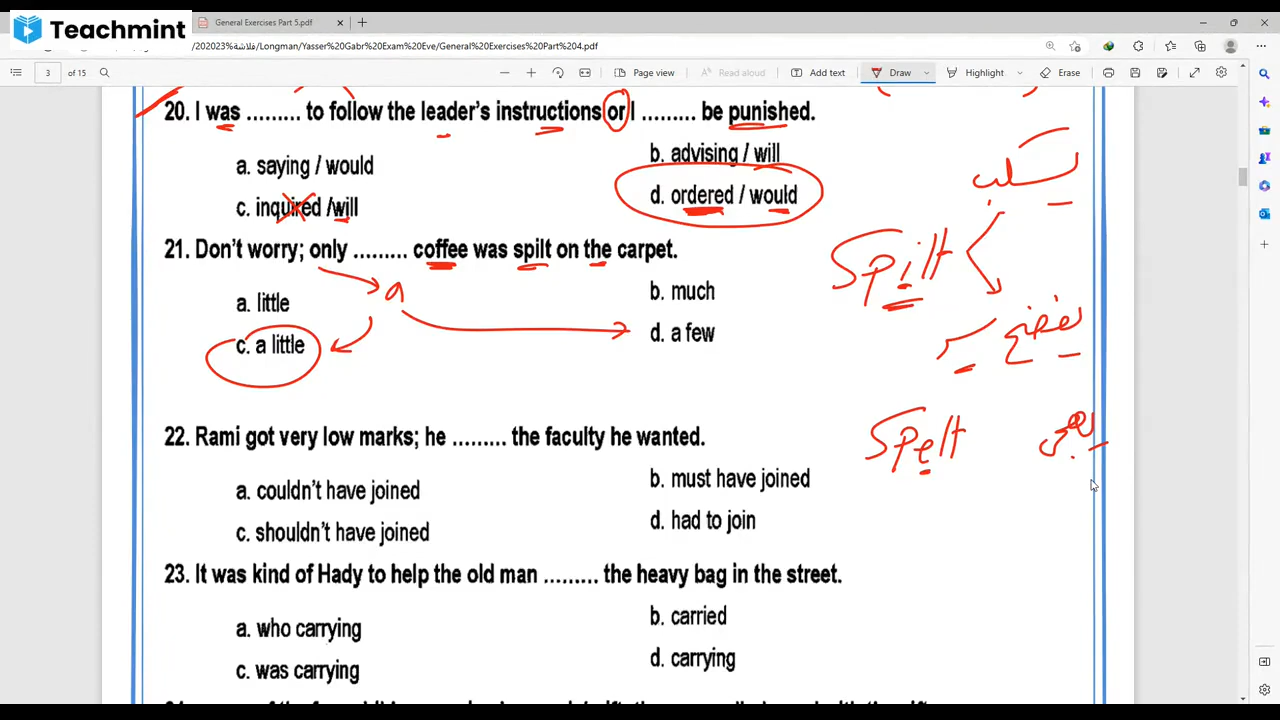 Teachmint
General Exercises Part 5.pdf
فلاشة%202023/Longman/Yasser%20Gabr%20Exam%20Eve/General%20Exercises%20Part%204.pdf
3 of 15
Page view
Read aloud
Add text
Draw
Highlight
Erase
20. I was ......... to follow the leader's instructions or I ......... be punished.
a. saying / would
b. advising / will
c. inquired /will
d. ordered / would
سكب
21. Don't worry; only ......... coffee was spilt on the carpet.
Spilt
a
a. little
b. much
c. a little
d. a few
22. Rami got very low marks; he ......... the faculty he wanted.
Spelt
a. couldn't have joined
b. must have joined
c. shouldn't have joined
d. had to join
23. It was kind of Hady to help the old man ......... the heavy bag in the street.
a. who carrying
b. carried
c. was carrying
d. carrying